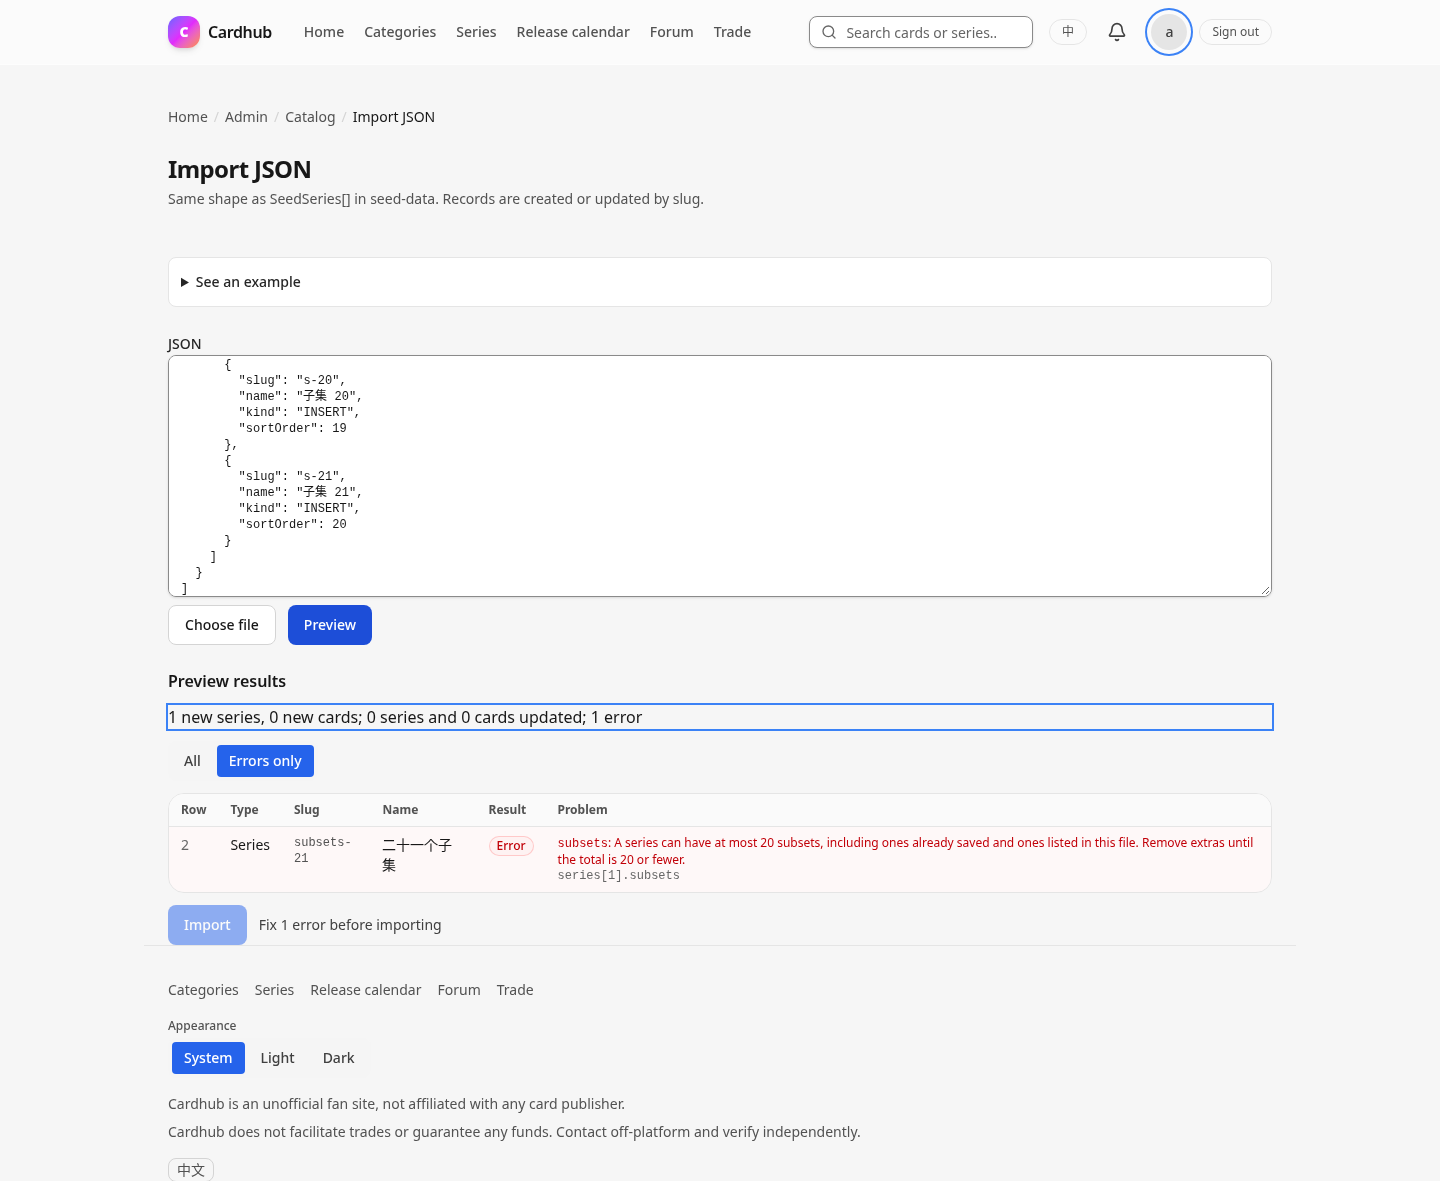 C Cardhub Home Categories Series Release calendar Forum Trade Search cards or series.. 中 a Sign out
Home / Admin / Catalog / Import JSON
Import JSON
Same shape as SeedSeries[] in seed-data. Records are created or updated by slug.
See an example
JSON
{
"slug": "s-20",
"name": "子集 20",
"kind": "INSERT",
"sortOrder": 19
},
{
"slug": "s-21",
"name": "子集 21",
"kind": "INSERT",
"sortOrder": 20
}
]
}
]
Choose file Preview
Preview results
1 new series, 0 new cards; 0 series and 0 cards updated; 1 error
All Errors only
Row Type Slug Name Result Problem
2 Series subsets-21 二十一个子集 Error subsets: A series can have at most 20 subsets, including ones already saved and ones listed in this file. Remove extras until
the total is 20 or fewer.
series[1].subsets
Import Fix 1 error before importing
Categories Series Release calendar Forum Trade
Appearance
System Light Dark
Cardhub is an unofficial fan site, not affiliated with any card publisher.
Cardhub does not facilitate trades or guarantee any funds. Contact off-platform and verify independently.
中文